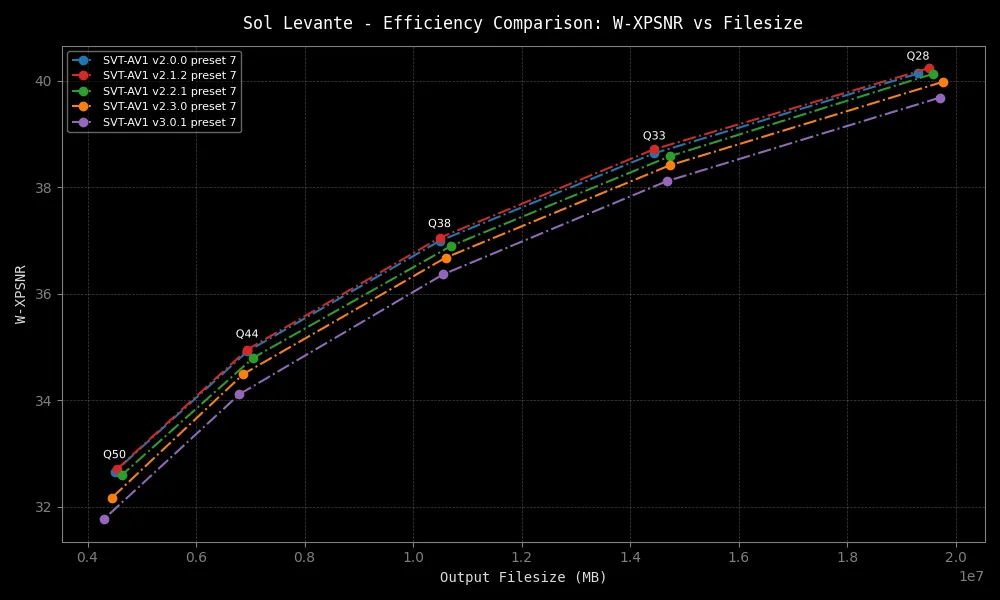 Sol Levante - Efficiency Comparison: W-XPSNR vs Filesize
SVT-AV1 v2.0.0 preset 7
SVT-AV1 v2.1.2 preset 7
SVT-AV1 v2.2.1 preset 7
SVT-AV1 v2.3.0 preset 7
SVT-AV1 v3.0.1 preset 7
Q28
Q33
Q38
Q44
Q50
W-XPSNR
40
38
36
34
32
0.4 0.6 0.8 1.0 1.2 1.4 1.6 1.8 2.0
1e7
Output Filesize (MB)